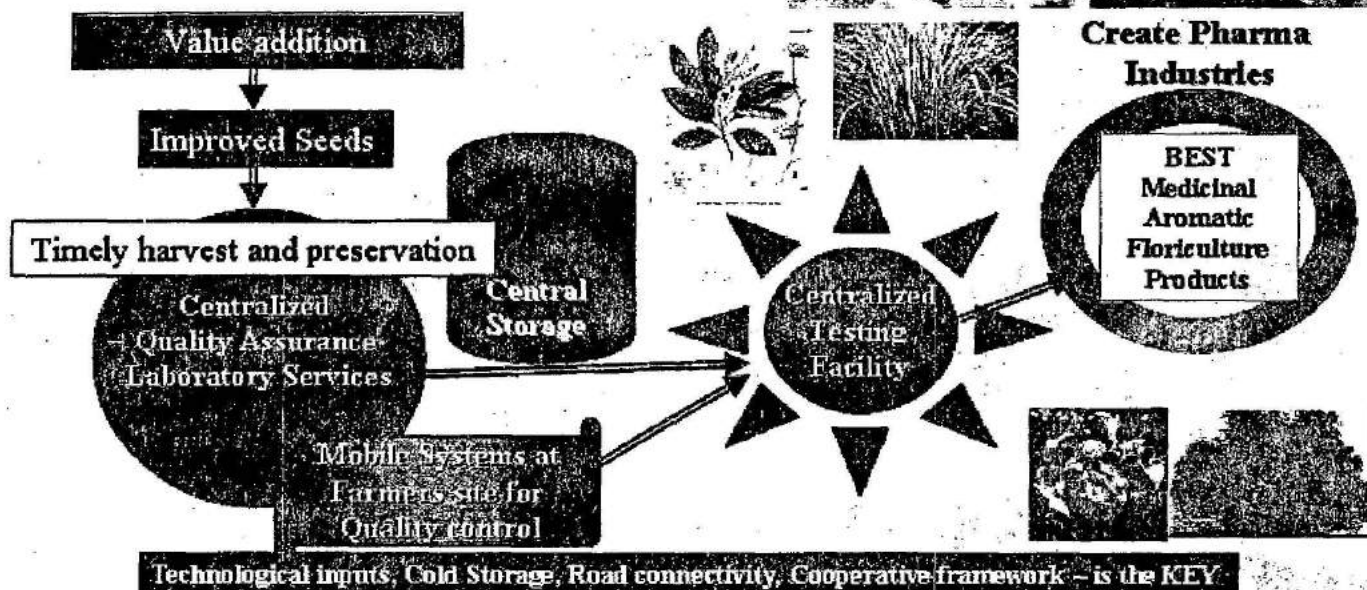 Value addition
Improved Seeds
Timely harvest and preservation
Centralized
Quality Assurance
Laboratory Services
Central
Storage
Mobile Systems at
Farmers site for
Quality control
Centralized
Testing
Facility
Create Pharma
Industries
BEST
Medicinal
Aromatic
Floriculture
Products
Technological inputs, Cold Storage, Road connectivity, Cooperative framework – is the KEY